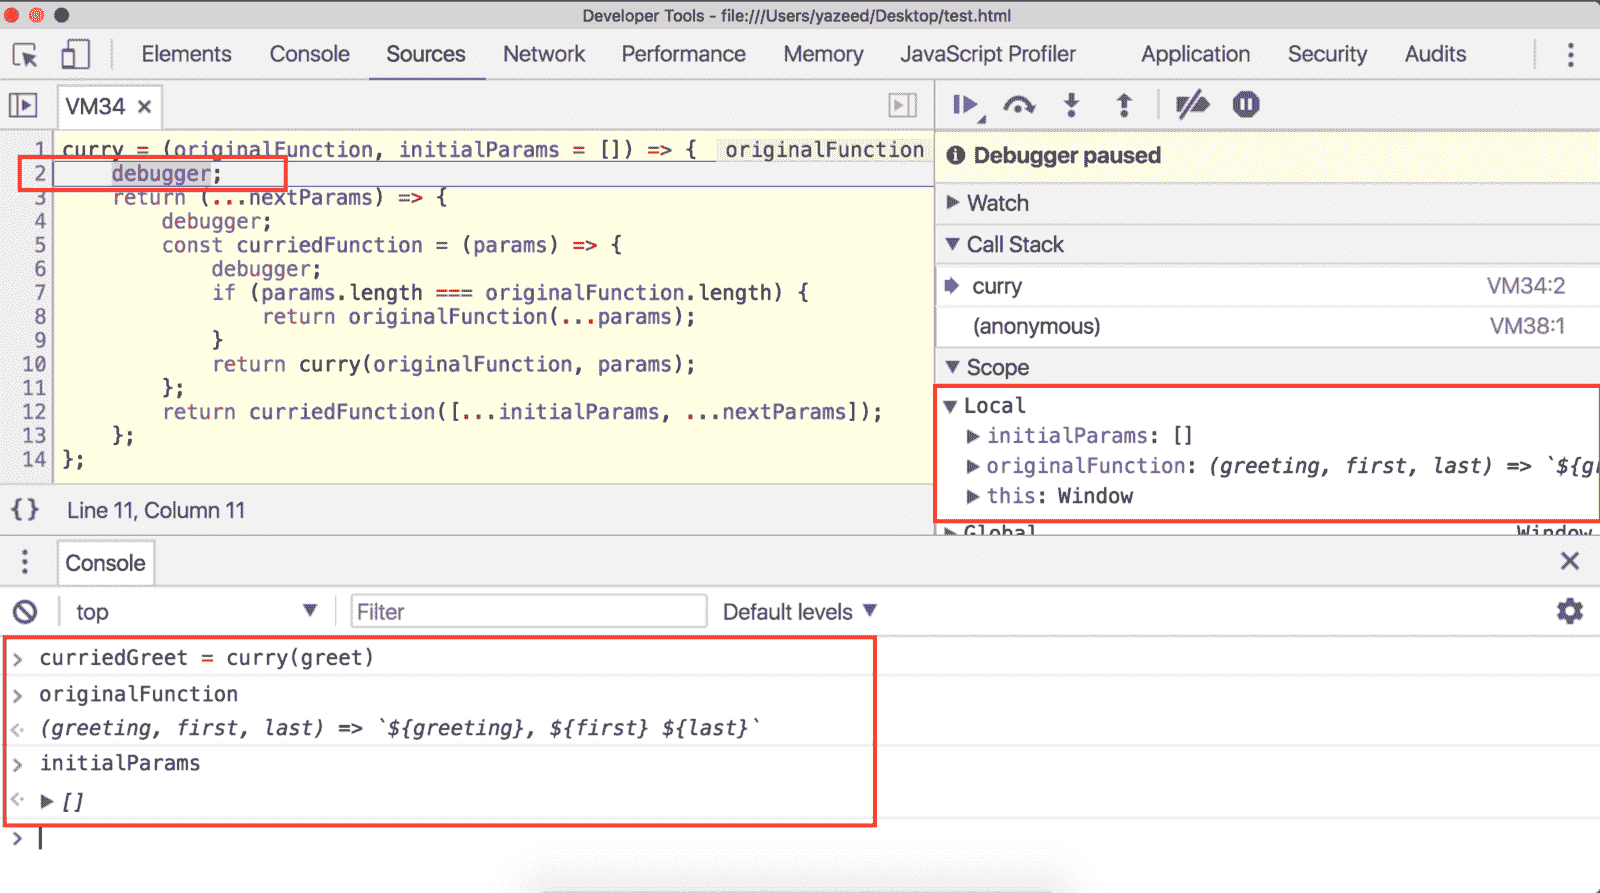 Developer Tools - file:///Users/yazeed/Desktop/test.html
Elements Console Sources Network Performance Memory JavaScript Profiler Application Security Audits
VM34 ×
1 curry = (originalFunction, initialParams = []) => { originalFunction
2 debugger;
3 return (...nextParams) => {
4 debugger;
5 const curriedFunction = (params) => {
6 debugger;
7 if (params.length === originalFunction.length) {
8 return originalFunction(...params);
9 }
10 return curry(originalFunction, params);
11 };
12 return curriedFunction([...initialParams, ...nextParams]);
13 };
14 };
{} Line 11, Column 11
Debugger paused
Watch
Call Stack
curry VM34:2
(anonymous) VM38:1
Scope
Local
initialParams: []
originalFunction: (greeting, first, last) => `${g
this: Window
Global Window
Console
top Filter Default levels
> curriedGreet = curry(greet)
> originalFunction
(greeting, first, last) => `${greeting}, ${first} ${last}`
> initialParams
[]
>